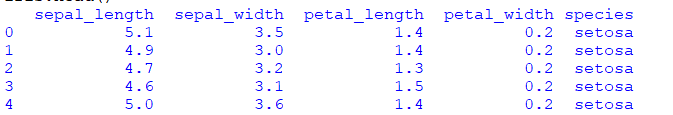 sepal_length sepal_width petal_length petal_width species
0 5.1 3.5 1.4 0.2 setosa
1 4.9 3.0 1.4 0.2 setosa
2 4.7 3.2 1.3 0.2 setosa
3 4.6 3.1 1.5 0.2 setosa
4 5.0 3.6 1.4 0.2 setosa